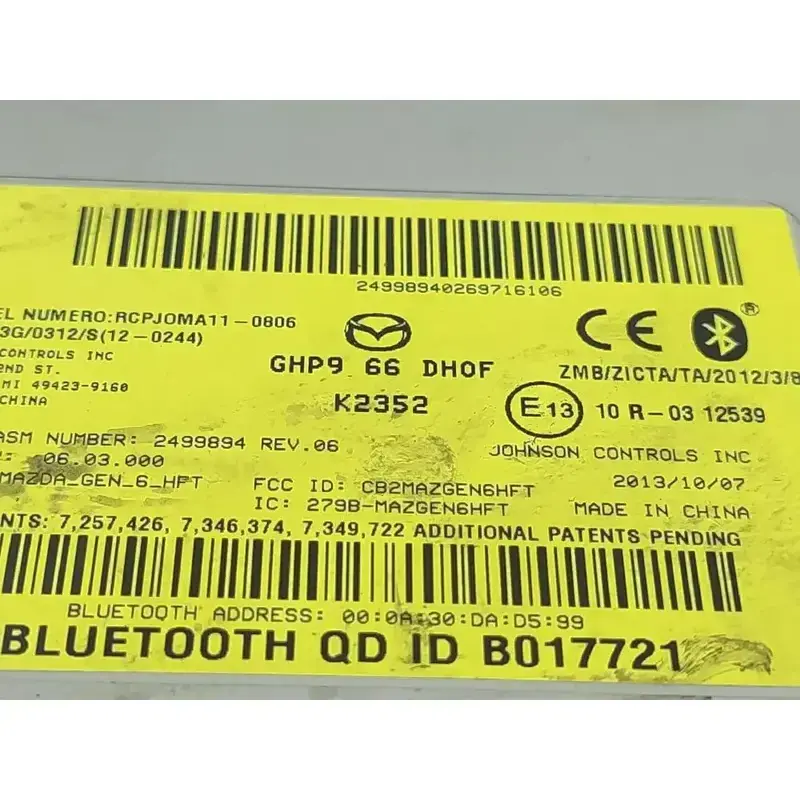 24998940269716106
EL NUMERO:RCPJOMA11-0806
3G/0312/S(12-0244)
CONTROLS INC
2ND ST.
MI 49423-9160
CHINA
GHP9 66 DH0F
K2352
CE
®
ZMB/ZICTA/TA/2012/3/8
E13 10 R-03 12539
ASM NUMBER: 2499894 REV.06
06.03.000
MAZDA_GEN_6_HFT
FCC ID: CB2MAZGEN6HFT
IC: 279B-MAZGEN6HFT
JOHNSON CONTROLS INC
2013/10/07
MADE IN CHINA
ENTS: 7,257,426, 7,346,374, 7,349,722 ADDITIONAL PATENTS PENDING
BLUETOOTH ADDRESS: 00:0A:30:DA:D5:99
BLUETOOTH QD ID B017721